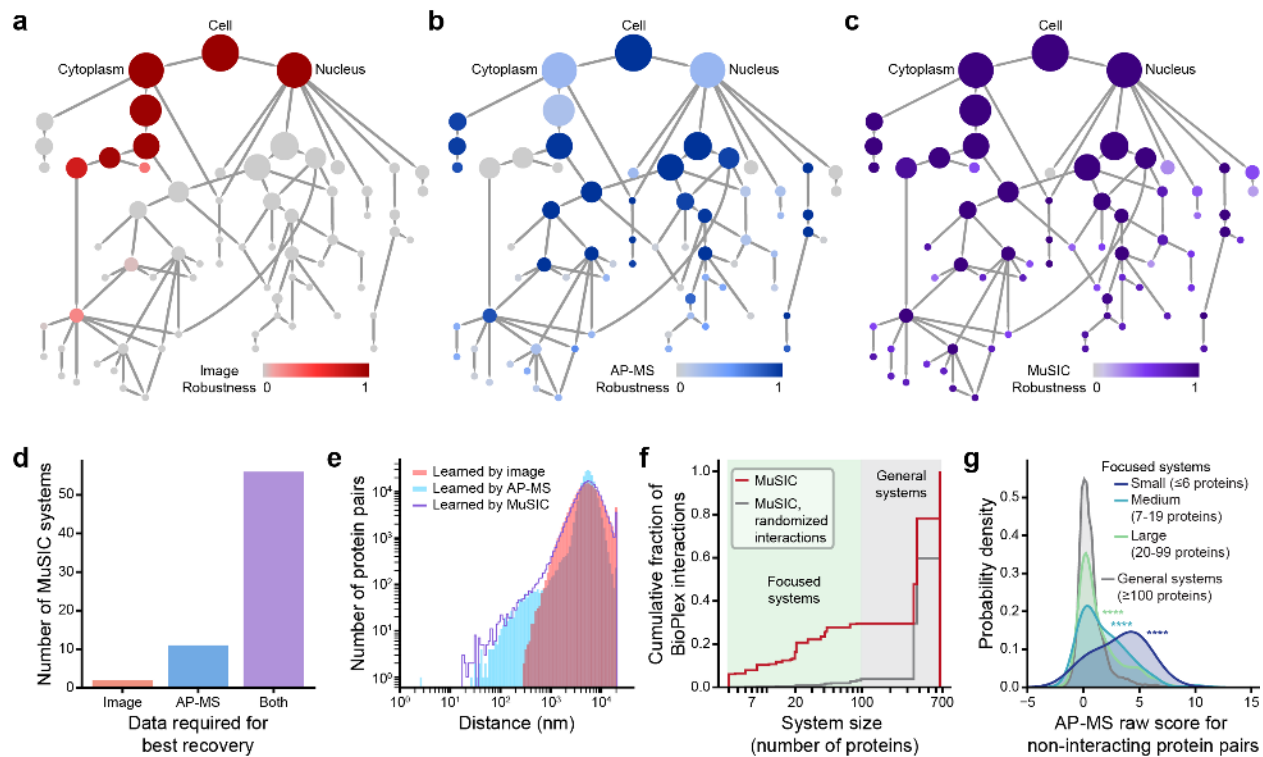 a
Cell
Cytoplasm
Nucleus
Image
Robustness
0
1
b
Cell
Cytoplasm
Nucleus
AP-MS
Robustness
0
1
c
Cell
Cytoplasm
Nucleus
MuSIC
Robustness
0
1
d
Number of MuSIC systems
50
40
30
20
10
0
Image
AP-MS
Both
Data required for
best recovery
e
Learned by image
Learned by AP-MS
Learned by MuSIC
Number of protein pairs
10⁴
10³
10²
10¹
10⁰
10⁰
10¹
10²
10³
10⁴
Distance (nm)
f
MuSIC
MuSIC,
randomized
interactions
General
systems
Focused
systems
Cumulative fraction of
BioPlex interactions
1.0
0.8
0.6
0.4
0.2
0.0
7
20
100
700
System size
(number of proteins)
g
Focused systems
Small (≤6 proteins)
Medium
(7-19 proteins)
Large
(20-99 proteins)
General systems
(≥100 proteins)
****
****
****
Probability density
0.5
0.4
0.3
0.2
0.1
0.0
−5
0
5
10
15
AP-MS raw score for
non-interacting protein pairs